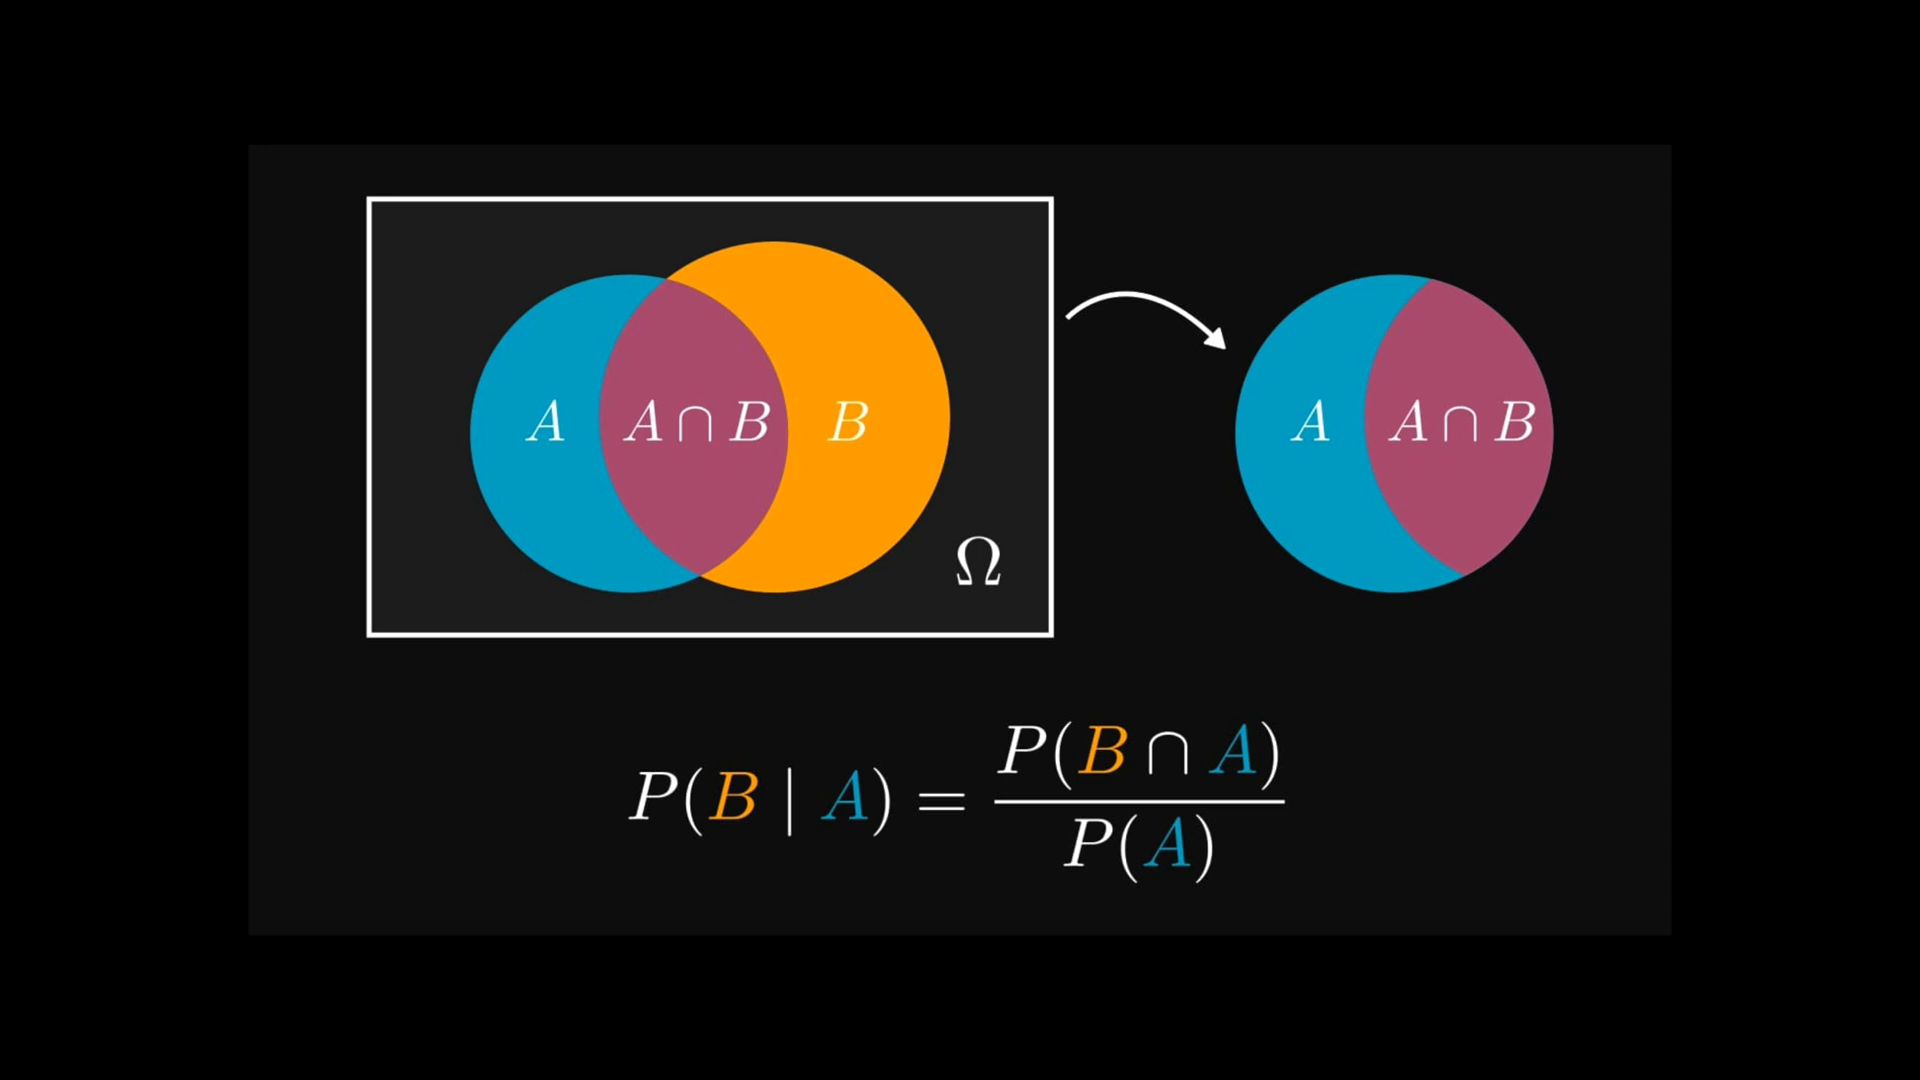 A A ∩ B B
Ω
A A ∩ B
P(B | A) = P(B ∩ A) / P(A)